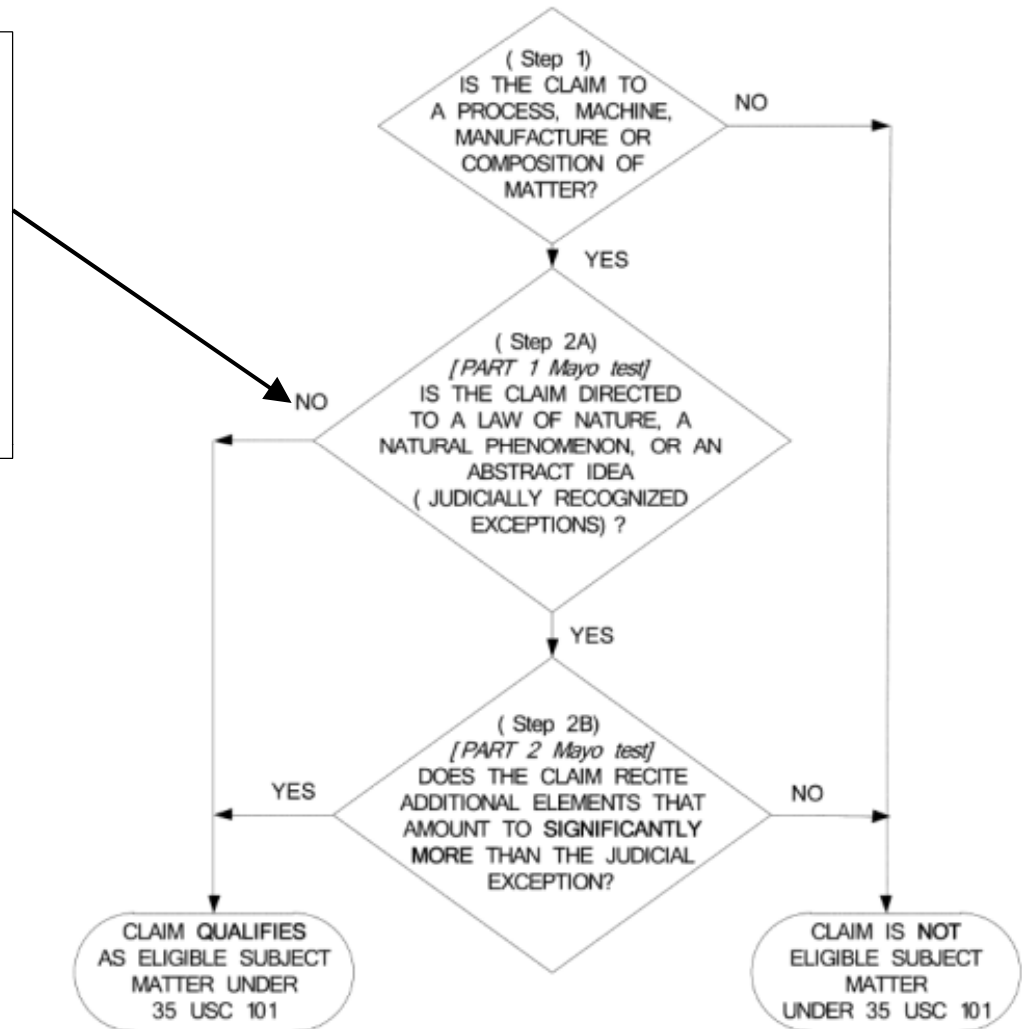 ( Step 1)
IS THE CLAIM TO
A PROCESS, MACHINE,
MANUFACTURE OR
COMPOSITION OF
MATTER?
NO
YES
( Step 2A)
[PART 1 Mayo test]
IS THE CLAIM DIRECTED
TO A LAW OF NATURE, A
NATURAL PHENOMENON, OR AN
ABSTRACT IDEA
( JUDICIALLY RECOGNIZED
EXCEPTIONS) ?
NO
YES
( Step 2B)
[PART 2 Mayo test]
DOES THE CLAIM RECITE
ADDITIONAL ELEMENTS THAT
AMOUNT TO SIGNIFICANTLY
MORE THAN THE JUDICIAL
EXCEPTION?
YES
NO
CLAIM QUALIFIES
AS ELIGIBLE SUBJECT
MATTER UNDER
35 USC 101
CLAIM IS NOT
ELIGIBLE SUBJECT
MATTER
UNDER 35 USC 101